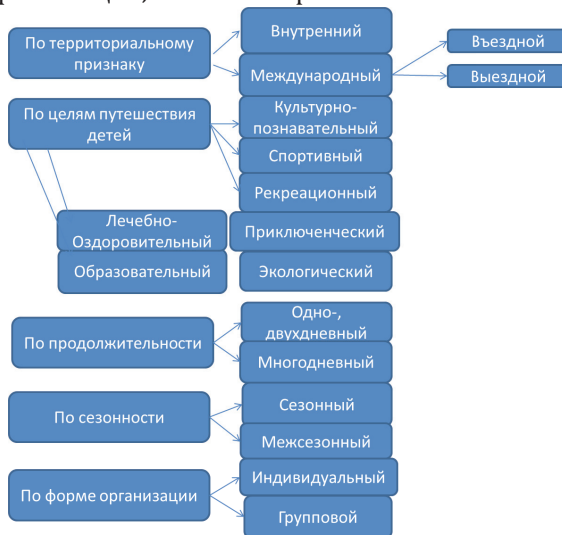 По территориальному
признаку
Внутренний
Международный
Въездной
Выездной
По целям путешествия
детей
Культурно-
познавательный
Спортивный
Рекреационный
Лечебно-
Оздоровительный
Приключенческий
Образовательный
Экологический
По продолжительности
Одно-,
двухдневный
Многодневный
По сезонности
Сезонный
Межсезонный
По форме организации
Индивидуальный
Групповой